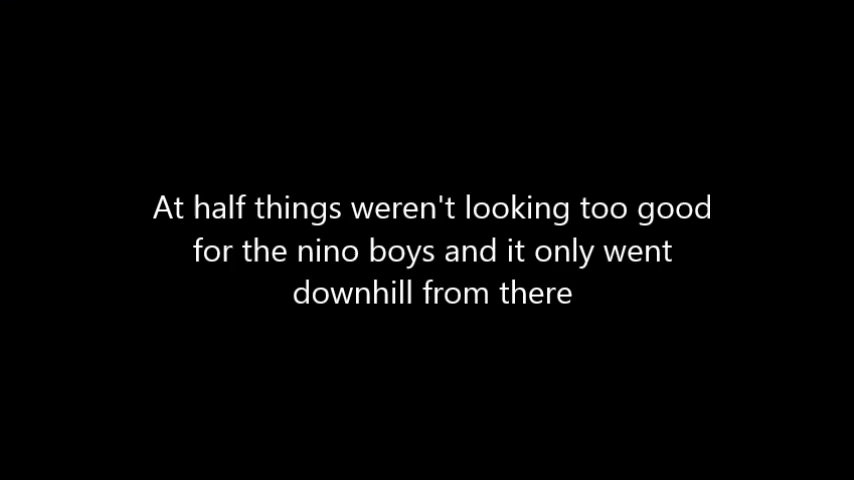 At half things weren't looking too good
for the nino boys and it only went
downhill from there